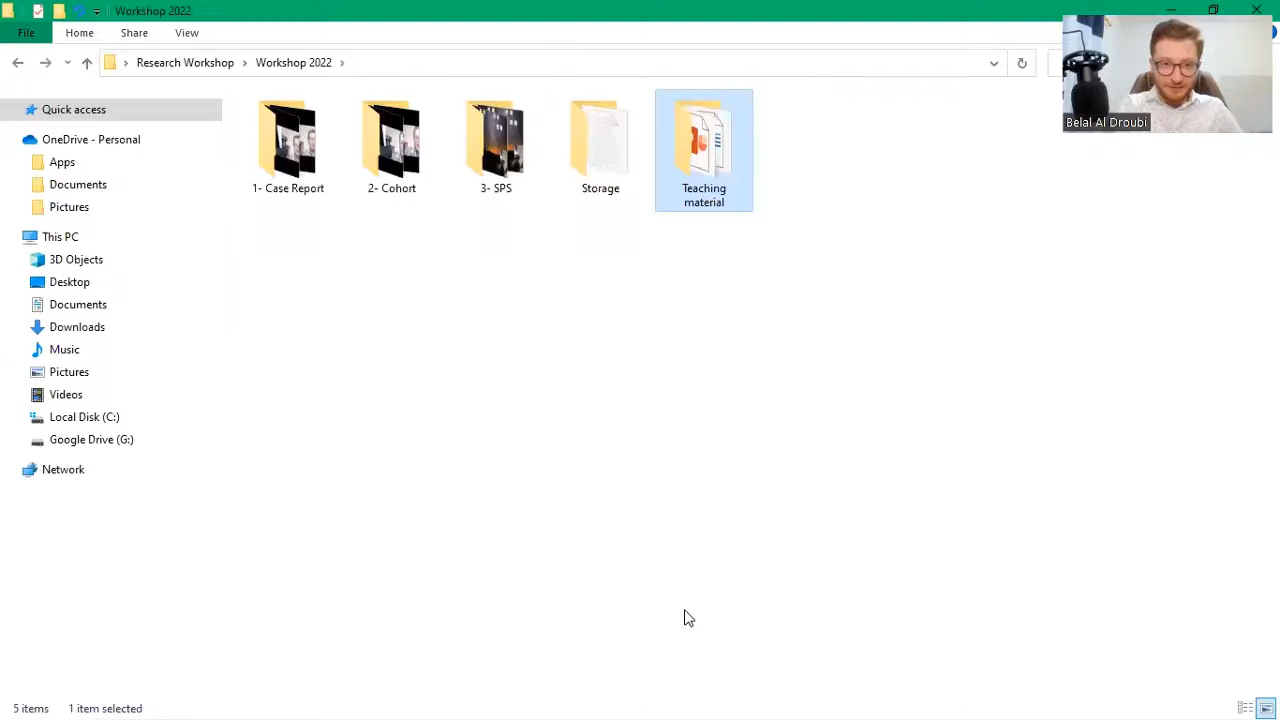 Workshop 2022
File
Home
Share
View
Research Workshop
Workshop 2022
Belal Al Droubi
Quick access
OneDrive - Personal
Apps
Documents
Pictures
This PC
3D Objects
Desktop
Documents
Downloads
Music
Pictures
Videos
Local Disk (C:)
Google Drive (G:)
Network
1- Case Report
2- Cohort
3- SPS
Storage
Teaching
material
5 items
1 item selected